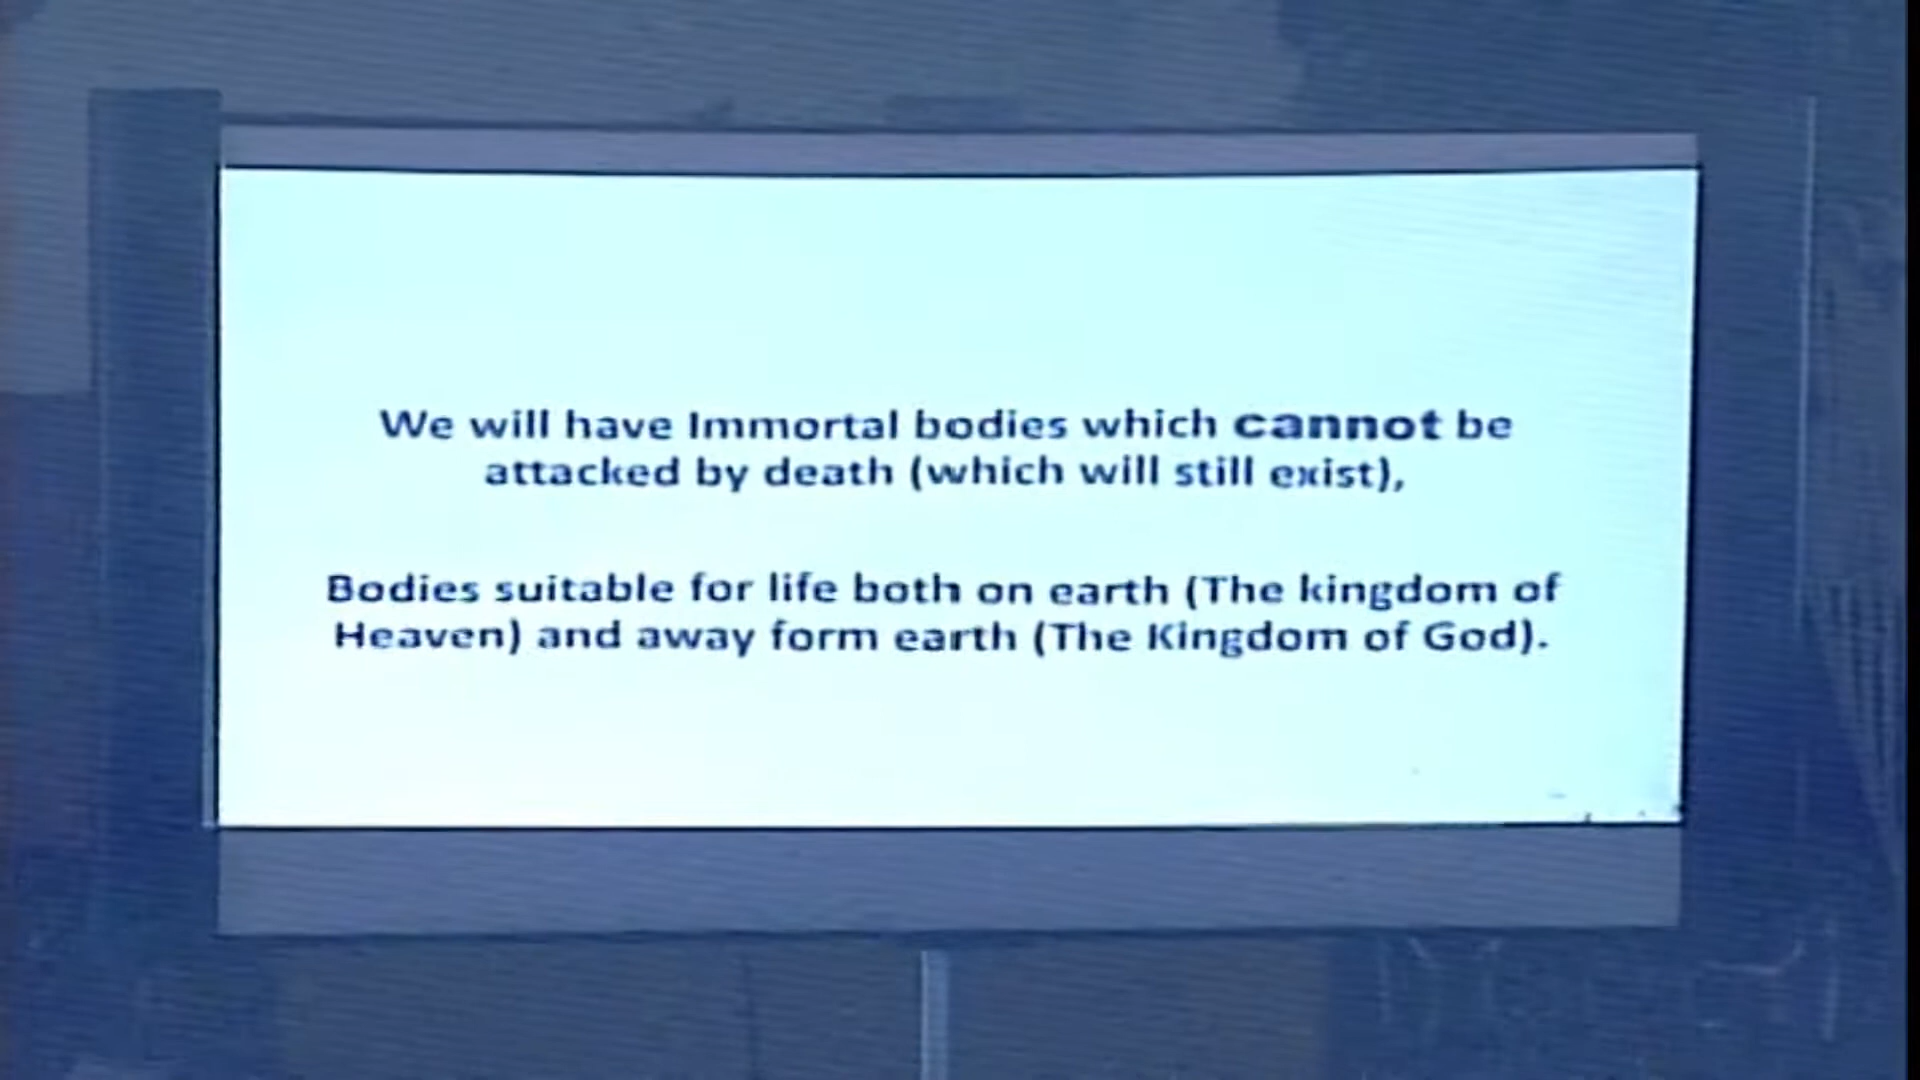 We will have Immortal bodies which cannot be
attacked by death (which will still exist),
Bodies suitable for life both on earth (The kingdom of
Heaven) and away form earth (The Kingdom of God).